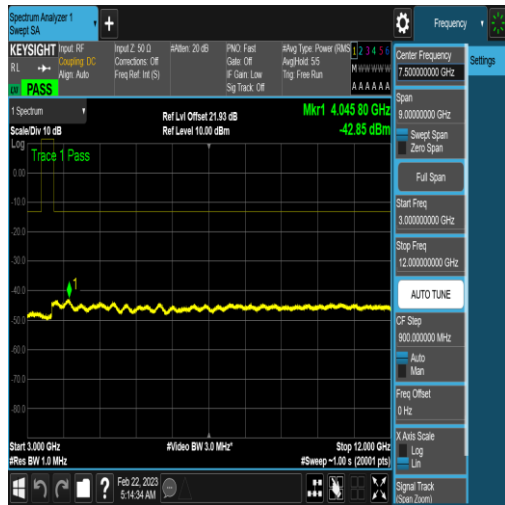 Spectrum Analyzer 1
Swept SA
Frequency
KEYSIGHT
RL
Input: RF
Coupling: DC
Align: Auto
Input Z: 50 Ω
Corrections: Off
Freq Ref: Int (S)
#Atten: 20 dB
PNO: Fast
Gate: Off
IF Gain: Low
Sig Track: Off
#Avg Type: Power (RMS
Avg|Hold: 5/5
Trig: Free Run
1 2 3 4 5 6
M W W W W W
A A A A A A
PASS
1 Spectrum
Scale/Div 10 dB
Ref Lvl Offset 21.93 dB
Ref Level 10.00 dBm
Mkr1 4.045 80 GHz
-42.85 dBm
Log
Trace 1 Pass
0.00
-10.0
-20.0
-30.0
-40.0
-50.0
-60.0
-70.0
-80.0
1
Start 3.000 GHz
#Res BW 1.0 MHz
#Video BW 3.0 MHz*
Stop 12.000 GHz
#Sweep ~1.00 s (20001 pts)
Feb 22, 2023
5:14:34 AM
?
Settings
Center Frequency
7.500000000 GHz
Span
9.00000000 GHz
Swept Span
Zero Span
Full Span
Start Freq
3.000000000 GHz
Stop Freq
12.000000000 GHz
AUTO TUNE
CF Step
900.000000 MHz
Auto
Man
Freq Offset
0 Hz
X Axis Scale
Log
Lin
Signal Track
(Span Zoom)